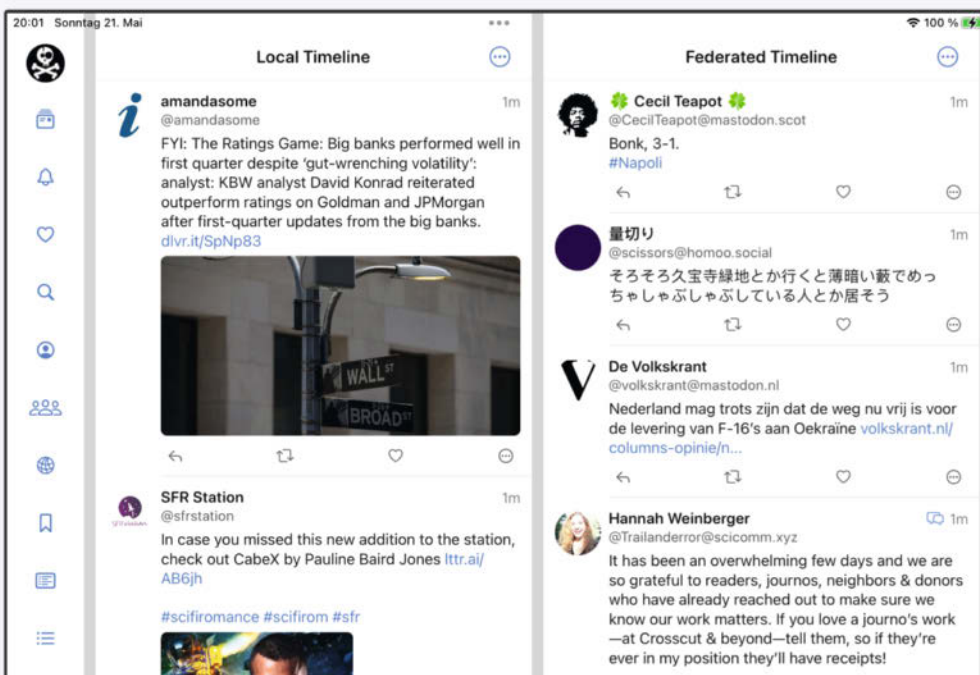 20:01 Sonntag 21. Mai
100 %
Local Timeline
amandasome
1m
@amandasome
FYI: The Ratings Game: Big banks performed well in
first quarter despite ‘gut-wrenching volatility’:
analyst: KBW analyst David Konrad reiterated
outperform ratings on Goldman and JPMorgan
after first-quarter updates from the big banks.
dlvr.it/SpNp83
WALL ST
BROAD ST
SFR Station
1m
@sfrstation
In case you missed this new addition to the station,
check out CabeX by Pauline Baird Jones lttr.ai/
AB6jh
#scifiromance #scifirom #sfr
Federated Timeline
🍀 Cecil Teapot 🍀
1m
@CecilTeapot@mastodon.scot
Bonk, 3-1.
#Napoli
量切り
1m
@scissors@homoo.social
そろそろ久宝寺緑地とか行くと薄暗い藪でめっ
ちゃしゃぶしゃぶしている人とか居そう
De Volkskrant
1m
@volkskrant@mastodon.nl
Nederland mag trots zijn dat de weg nu vrij is voor
de levering van F-16’s aan Oekraïne volkskrant.nl/
columns-opinie/n...
Hannah Weinberger
1m
@Trailanderror@scicomm.xyz
It has been an overwhelming few days and we are
so grateful to readers, journos, neighbors & donors
who have already reached out to make sure we
know our work matters. If you love a journo’s work
—at Crosscut & beyond—tell them, so if they’re
ever in my position they’ll have receipts!